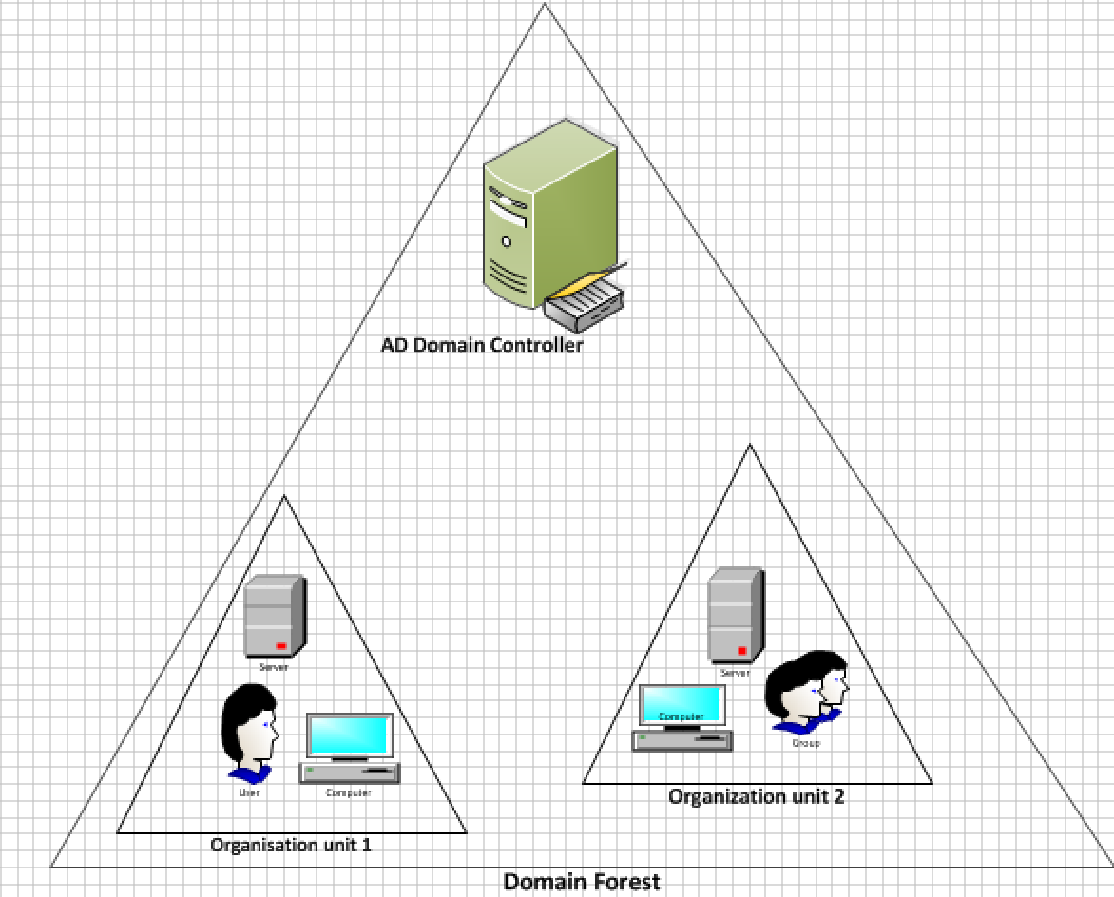 AD Domain Controller
Server
User
Computer
Organisation unit 1
Server
Computer
Group
Organization unit 2
Domain Forest